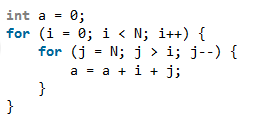 int a = 0;
for (i = 0; i < N; i++) {
    for (j = N; j > i; j--) {
        a = a + i + j;
    }
}